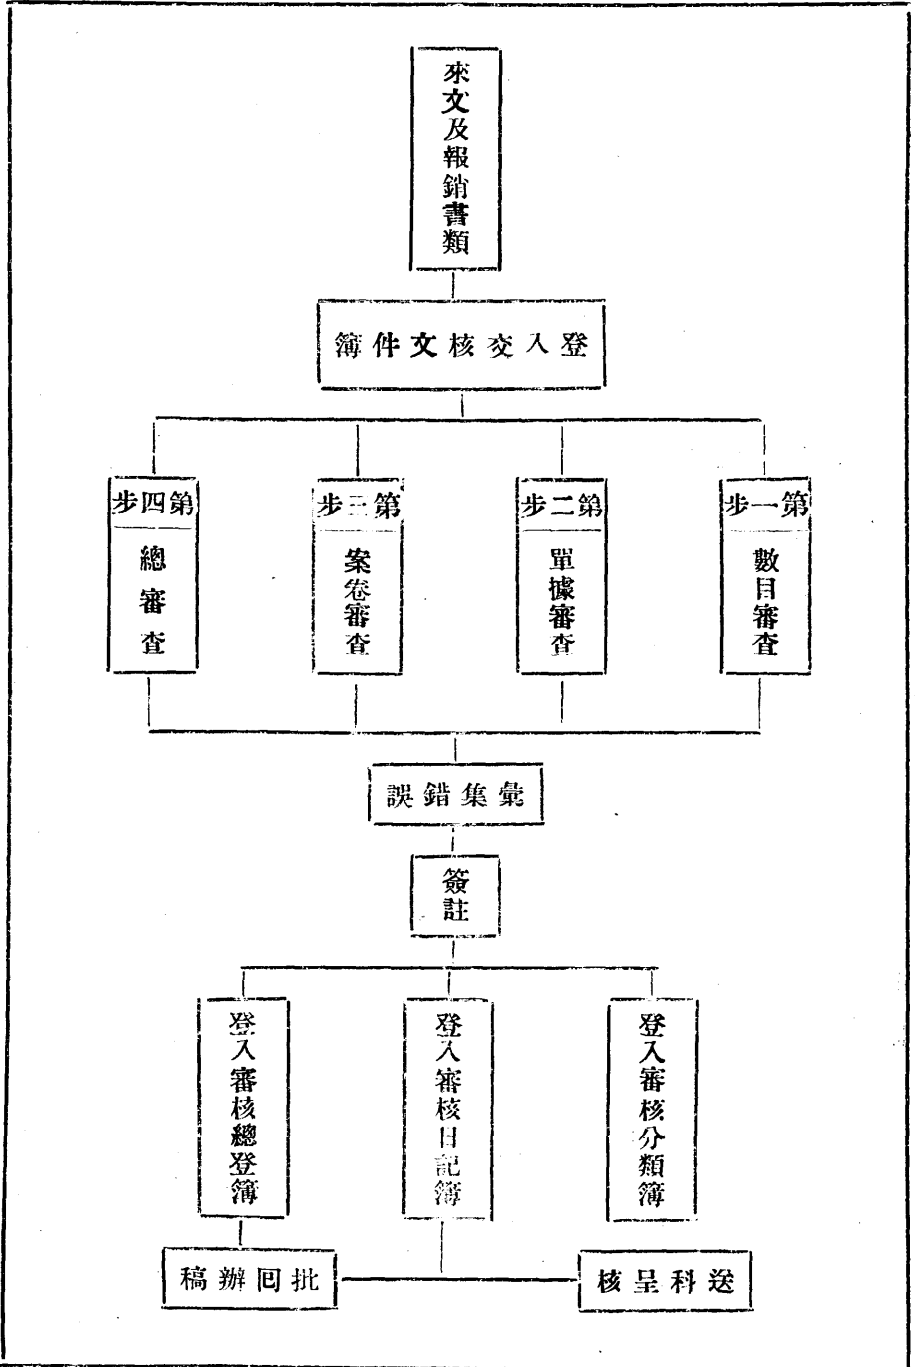 來文及報銷書類
登入交核文件簿
第一步
數目審查
第二步
單據審查
第三步
案卷審查
第四步
總審查
彙集錯誤
簽註
登入審核分類簿
登入審核日記簿
登入審核總登簿
送科呈核
批回辦稿